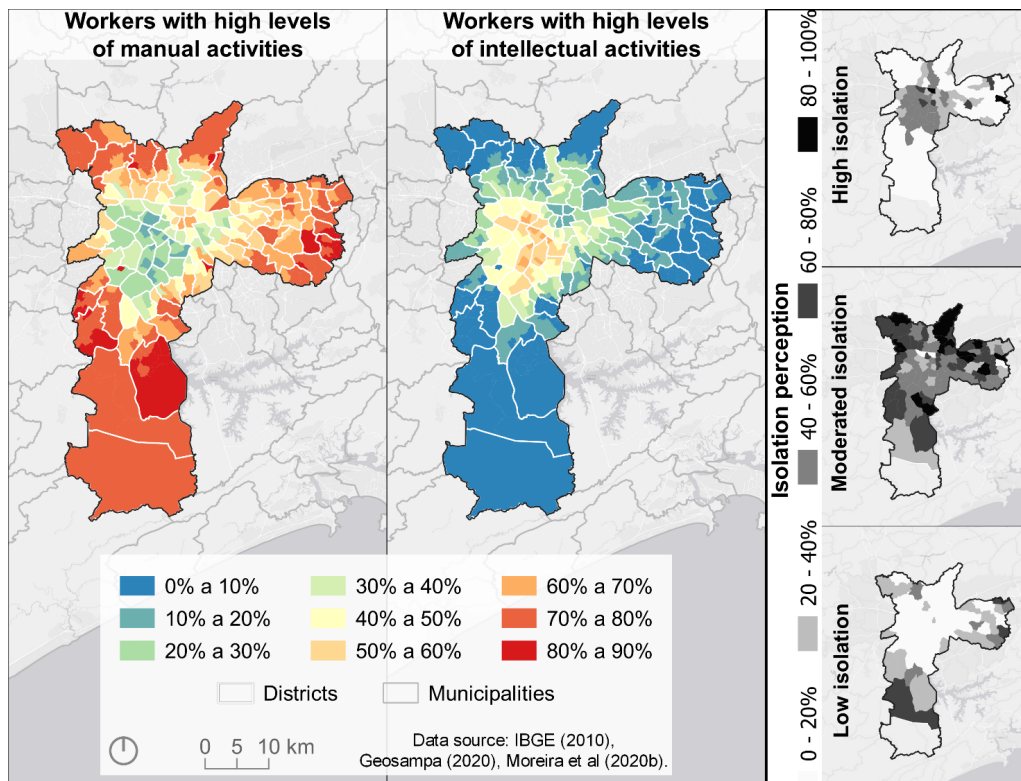 Workers with high levels
of manual activities
Workers with high levels
of intellectual activities
0% a 10%
10% a 20%
20% a 30%
30% a 40%
40% a 50%
50% a 60%
60% a 70%
70% a 80%
80% a 90%
Districts
Municipalities
0 5 10 km
Data source: IBGE (2010),
Geosampa (2020), Moreira et al (2020b).
Isolation perception
0 - 20%
20 - 40%
40 - 60%
60 - 80%
80 - 100%
High isolation
Moderated isolation
Low isolation